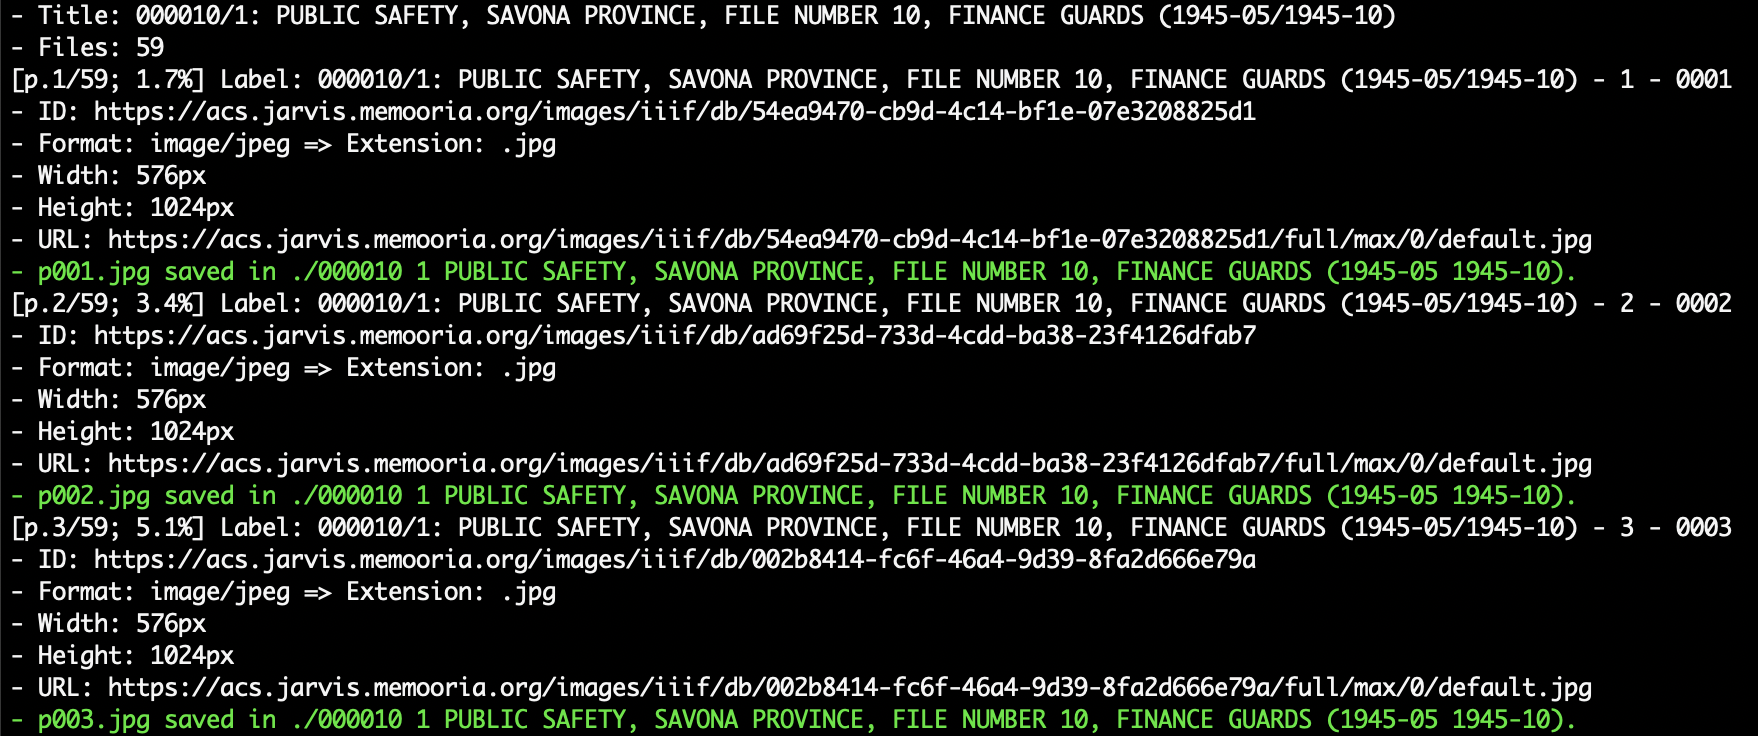 - Title: 000010/1: PUBLIC SAFETY, SAVONA PROVINCE, FILE NUMBER 10, FINANCE GUARDS (1945-05/1945-10)
- Files: 59
[p.1/59; 1.7%] Label: 000010/1: PUBLIC SAFETY, SAVONA PROVINCE, FILE NUMBER 10, FINANCE GUARDS (1945-05/1945-10) - 1 - 0001
- ID: https://acs.jarvis.memooria.org/images/iiif/db/54ea9470-cb9d-4c14-bf1e-07e3208825d1
- Format: image/jpeg => Extension: .jpg
- Width: 576px
- Height: 1024px
- URL: https://acs.jarvis.memooria.org/images/iiif/db/54ea9470-cb9d-4c14-bf1e-07e3208825d1/full/max/0/default.jpg
- p001.jpg saved in ./000010 1 PUBLIC SAFETY, SAVONA PROVINCE, FILE NUMBER 10, FINANCE GUARDS (1945-05 1945-10).
[p.2/59; 3.4%] Label: 000010/1: PUBLIC SAFETY, SAVONA PROVINCE, FILE NUMBER 10, FINANCE GUARDS (1945-05/1945-10) - 2 - 0002
- ID: https://acs.jarvis.memooria.org/images/iiif/db/ad69f25d-733d-4cdd-ba38-23f4126dfab7
- Format: image/jpeg => Extension: .jpg
- Width: 576px
- Height: 1024px
- URL: https://acs.jarvis.memooria.org/images/iiif/db/ad69f25d-733d-4cdd-ba38-23f4126dfab7/full/max/0/default.jpg
- p002.jpg saved in ./000010 1 PUBLIC SAFETY, SAVONA PROVINCE, FILE NUMBER 10, FINANCE GUARDS (1945-05 1945-10).
[p.3/59; 5.1%] Label: 000010/1: PUBLIC SAFETY, SAVONA PROVINCE, FILE NUMBER 10, FINANCE GUARDS (1945-05/1945-10) - 3 - 0003
- ID: https://acs.jarvis.memooria.org/images/iiif/db/002b8414-fc6f-46a4-9d39-8fa2d666e79a
- Format: image/jpeg => Extension: .jpg
- Width: 576px
- Height: 1024px
- URL: https://acs.jarvis.memooria.org/images/iiif/db/002b8414-fc6f-46a4-9d39-8fa2d666e79a/full/max/0/default.jpg
- p003.jpg saved in ./000010 1 PUBLIC SAFETY, SAVONA PROVINCE, FILE NUMBER 10, FINANCE GUARDS (1945-05 1945-10).